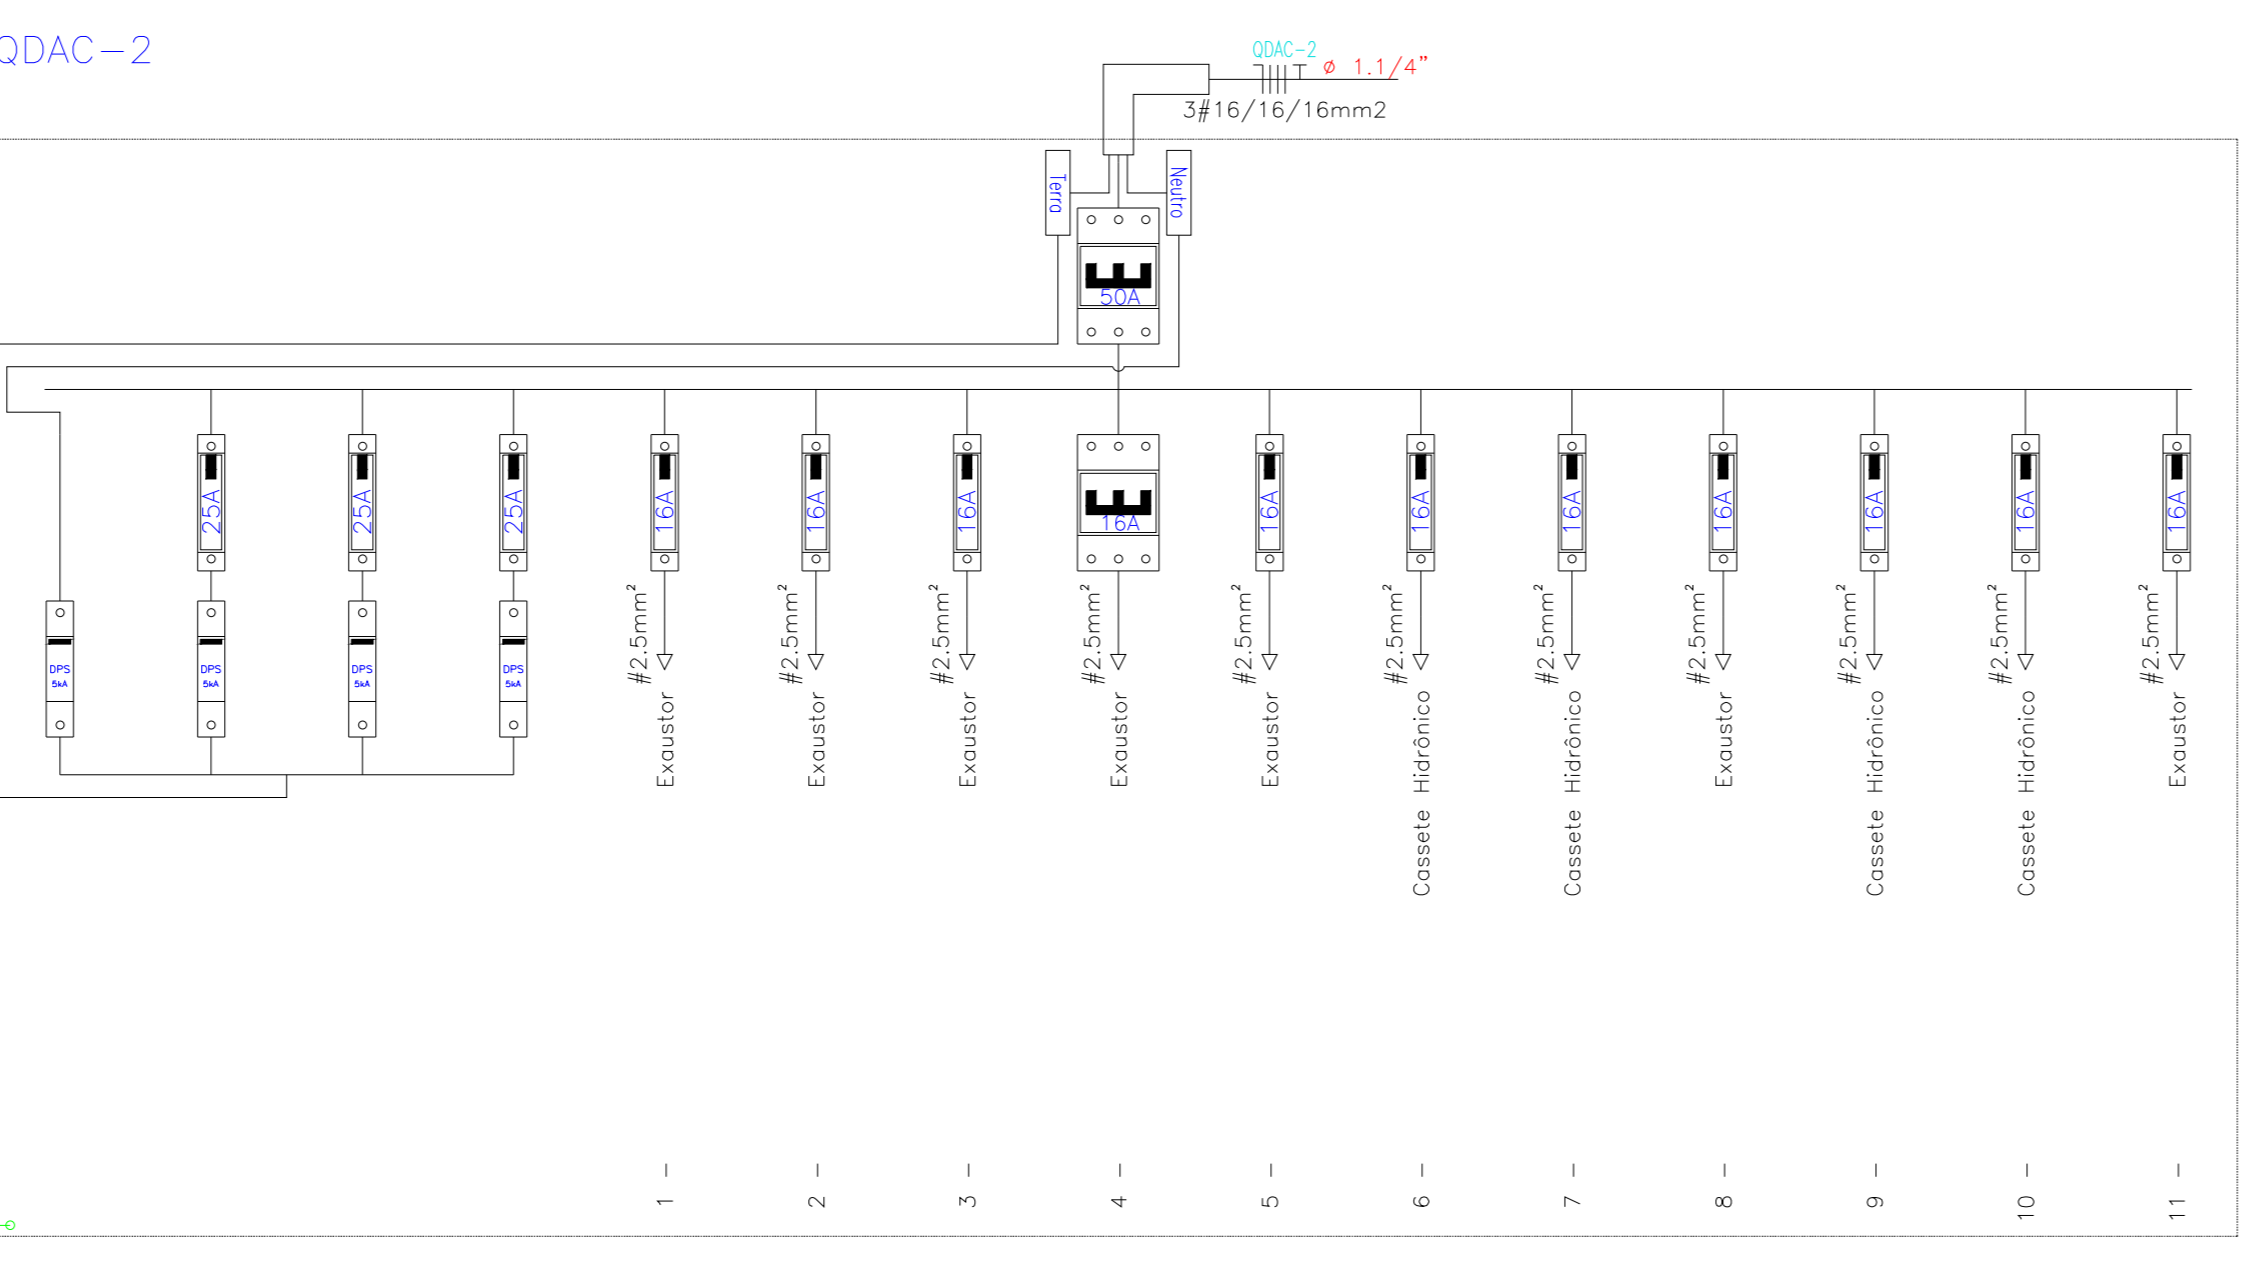 QDAC-2
QDAC-2
ø 1.1/4"
3#16/16/16mm2
Terra
Neutro
50A
25A
25A
25A
16A
16A
16A
16A
16A
16A
16A
16A
16A
16A
16A
DPS
5kA
DPS
5kA
DPS
5kA
DPS
5kA
#2.5mm²
#2.5mm²
#2.5mm²
#2.5mm²
#2.5mm²
#2.5mm²
#2.5mm²
#2.5mm²
#2.5mm²
#2.5mm²
#2.5mm²
Exaustor
Exaustor
Exaustor
Exaustor
Exaustor
Cassete Hidrônico
Cassete Hidrônico
Exaustor
Cassete Hidrônico
Cassete Hidrônico
Exaustor
1 -
2 -
3 -
4 -
5 -
6 -
7 -
8 -
9 -
10 -
11 -